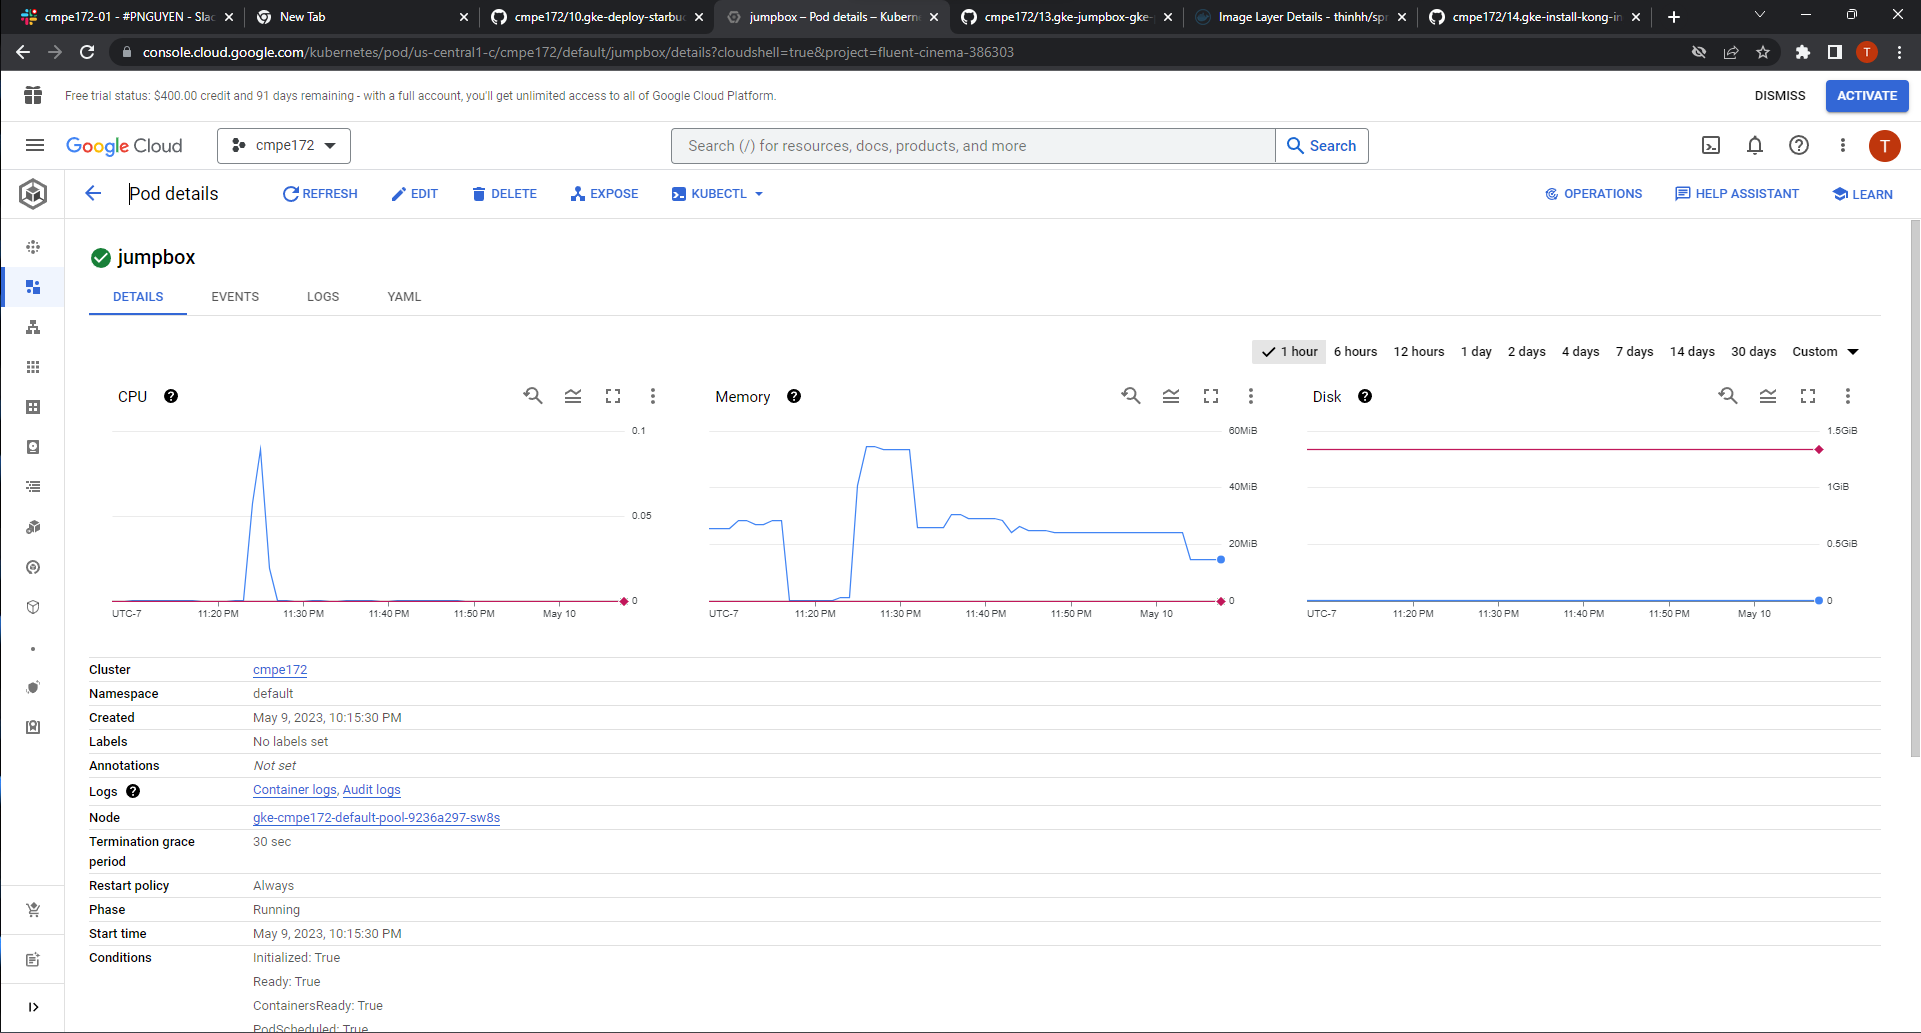 cmpe172-01 - #PNGUYEN - Slac
New Tab
cmpe172/10.gke-deploy-starbuc
jumpbox – Pod details – Kuberne
cmpe172/13.gke-jumpbox-gke-
Image Layer Details - thinhh/spr
cmpe172/14.gke-install-kong-in
console.cloud.google.com/kubernetes/pod/us-central1-c/cmpe172/default/jumpbox/details?cloudshell=true&project=fluent-cinema-386303
T
Free trial status: $400.00 credit and 91 days remaining - with a full account, you'll get unlimited access to all of Google Cloud Platform.
DISMISS
ACTIVATE
Google Cloud
cmpe172
Search (/) for resources, docs, products, and more
Search
T
Pod details
REFRESH
EDIT
DELETE
EXPOSE
KUBECTL
OPERATIONS
HELP ASSISTANT
LEARN
jumpbox
DETAILS
EVENTS
LOGS
YAML
1 hour
6 hours
12 hours
1 day
2 days
4 days
7 days
14 days
30 days
Custom
CPU
0.1
0.05
0
UTC-7
11:20 PM
11:30 PM
11:40 PM
11:50 PM
May 10
Memory
60MiB
40MiB
20MiB
0
UTC-7
11:20 PM
11:30 PM
11:40 PM
11:50 PM
May 10
Disk
1.5GiB
1GiB
0.5GiB
0
UTC-7
11:20 PM
11:30 PM
11:40 PM
11:50 PM
May 10
Cluster
cmpe172
Namespace
default
Created
May 9, 2023, 10:15:30 PM
Labels
No labels set
Annotations
Not set
Logs
Container logs, Audit logs
Node
gke-cmpe172-default-pool-9236a297-sw8s
Termination grace
period
30 sec
Restart policy
Always
Phase
Running
Start time
May 9, 2023, 10:15:30 PM
Conditions
Initialized: True
Ready: True
ContainersReady: True
PodScheduled: True